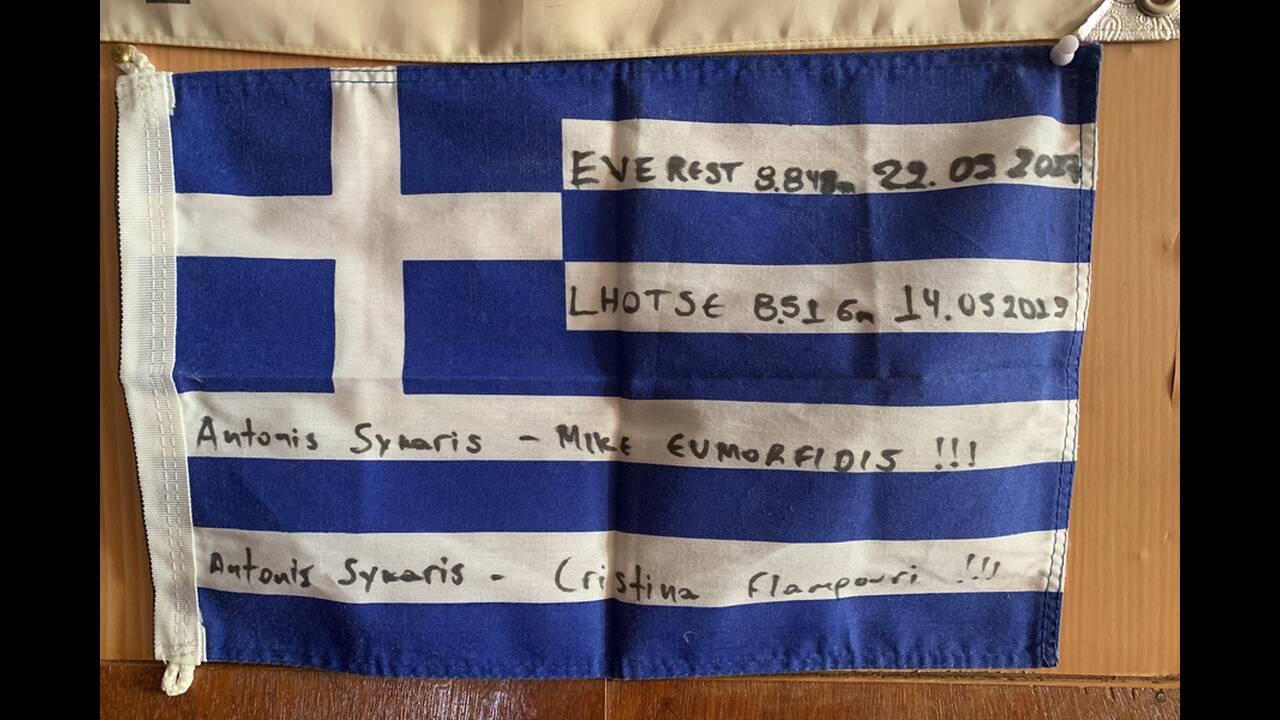 EVEREST 8.848m 22.05 2017
LHOTSE 8.516m 14.05 2019
Antonis Sykaris - MIKE EUMORFIDIS !!!
Antonis Sykaris - Cristina Flampouri !!!